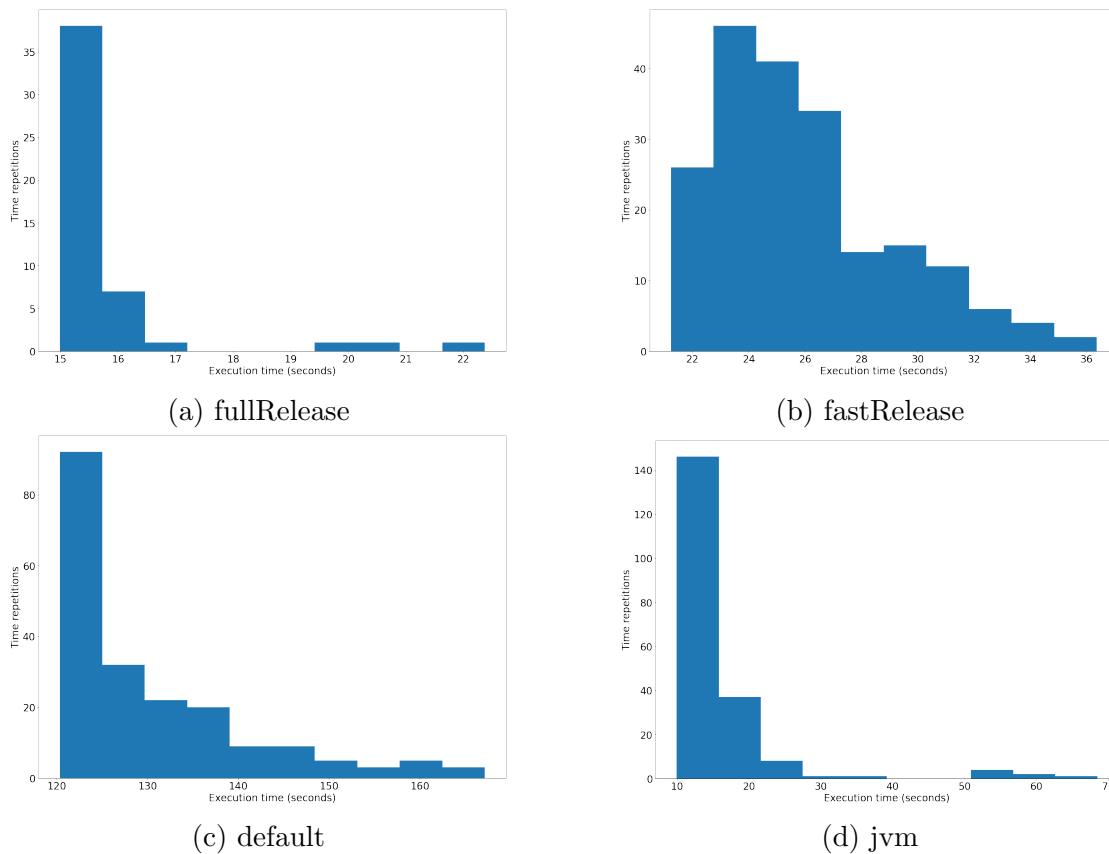 35
30
25
20
15
10
5
0
Time repetitions
15 16 17 18 19 20 21 22
Execution time (seconds)
(a) fullRelease
40
30
20
10
0
Time repetitions
22 24 26 28 30 32 34 36
Execution time (seconds)
(b) fastRelease
80
60
40
20
0
Time repetitions
120 130 140 150 160
Execution time (seconds)
(c) default
140
120
100
80
60
40
20
0
Time repetitions
10 20 30 40 50 60 7
Execution time (seconds)
(d) jvm